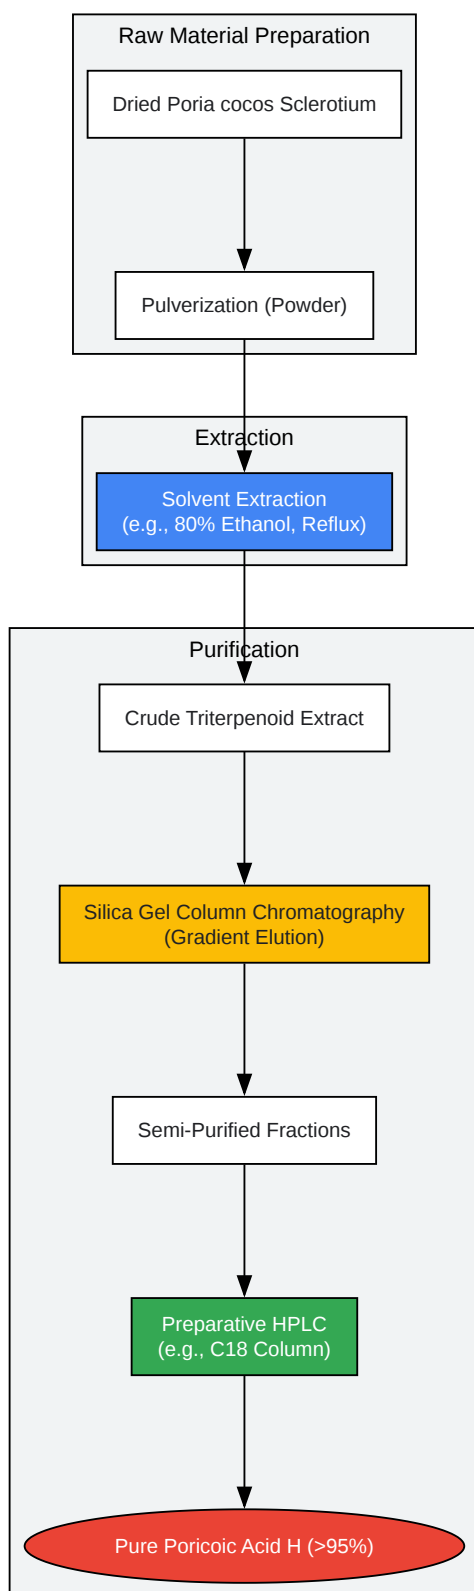 Raw Material Preparation
Dried Poria cocos Sclerotium
Pulverization (Powder)
Extraction
Solvent Extraction
(e.g., 80% Ethanol, Reflux)
Purification
Crude Triterpenoid Extract
Silica Gel Column Chromatography
(Gradient Elution)
Semi-Purified Fractions
Preparative HPLC
(e.g., C18 Column)
Pure Poricoic Acid H (>95%)